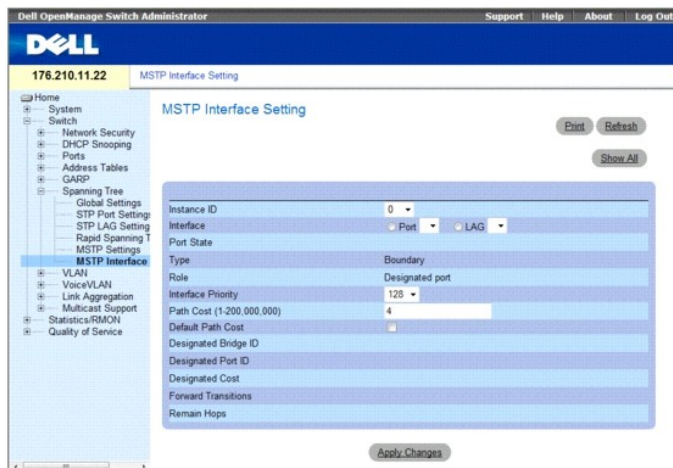 Dell OpenManage Switch Administrator
Support Help About Log Out
DELL
176.210.11.22
MSTP Interface Setting
Home
System
Switch
Network Security
DHCP Snooping
Ports
Address Tables
GARP
Spanning Tree
Global Settings
STP Port Settings
STP LAG Setting
Rapid Spanning T
MSTP Settings
MSTP Interface
VLAN
VoiceVLAN
Link Aggregation
Multicast Support
Statistics/RMON
Quality of Service
MSTP Interface Setting
Print Refresh
Show All
Instance ID 0
Interface Port LAG
Port State
Type Boundary
Role Designated port
Interface Priority 128
Path Cost (1-200,000,000) 4
Default Path Cost
Designated Bridge ID
Designated Port ID
Designated Cost
Forward Transitions
Remain Hops
Apply Changes